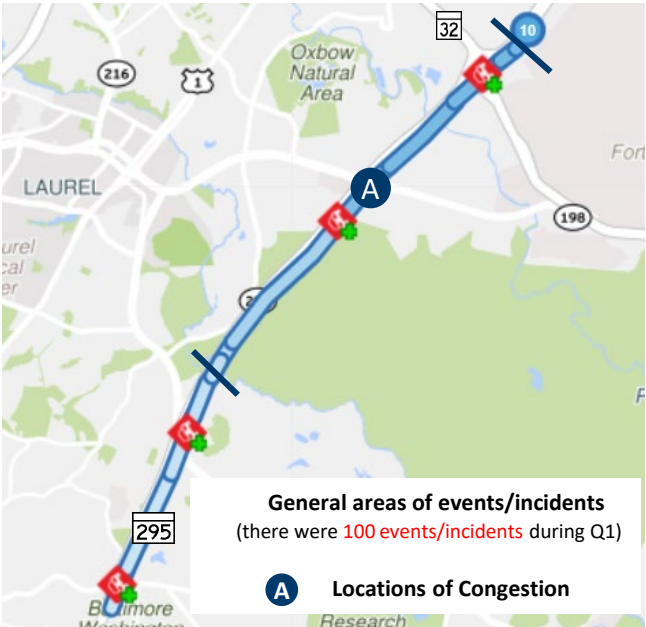 32
10
Oxbow
Natural
Area
216
1
Fort
LAUREL
A
198
urel
cal
er
295
General areas of events/incidents
(there were 100 events/incidents during Q1)
A Locations of Congestion
Research